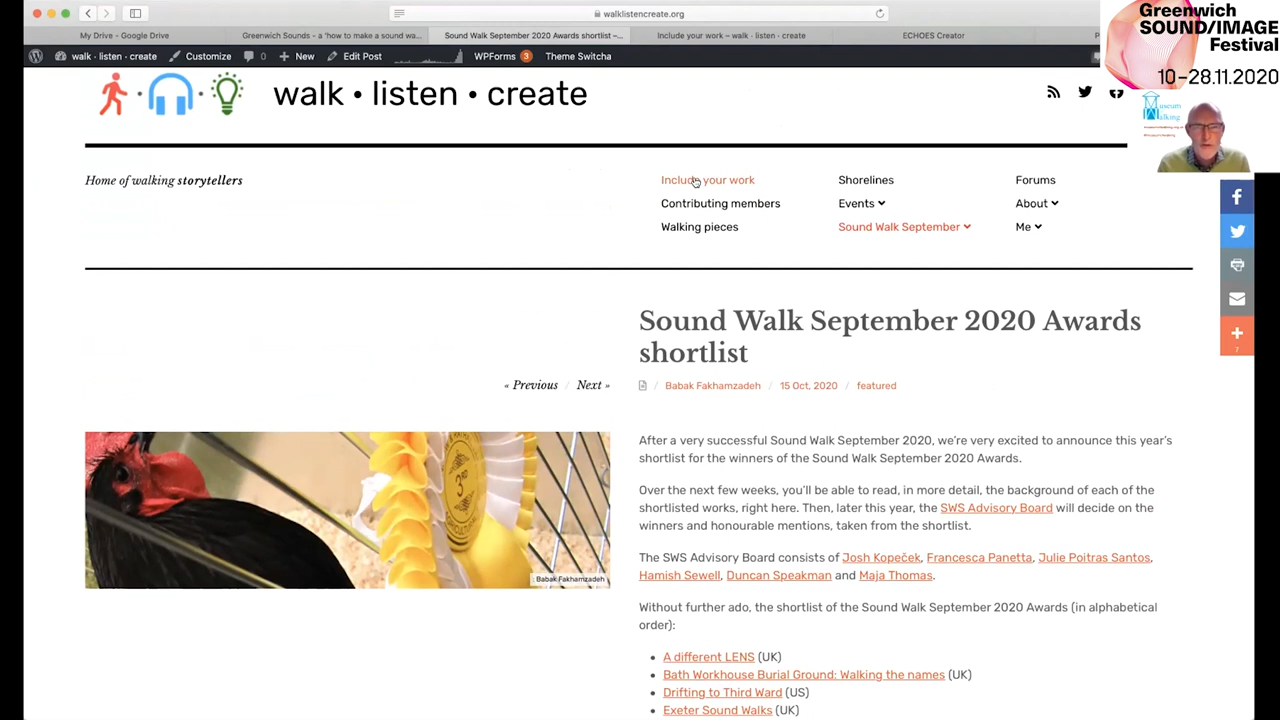 walklistencreate.org
My Drive – Google Drive
Greenwich Sounds - a 'how to make a sound wa...
Sound Walk September 2020 Awards shortlist –...
Include your work – walk · listen · create
ECHOES Creator
walk · listen · create
Customize
0
New
Edit Post
WPForms 3
Theme Switcha
Greenwich
SOUND/IMAGE
Festival
10–28.11.2020
walk • listen • create
Home of walking storytellers
Include your work
Contributing members
Walking pieces
Shorelines
Events
Sound Walk September
Forums
About
Me
Sound Walk September 2020 Awards
shortlist
« Previous / Next »
/ Babak Fakhamzadeh / 15 Oct, 2020 / featured
3RD
Babak Fakhamzadeh
After a very successful Sound Walk September 2020, we're very excited to announce this year's
shortlist for the winners of the Sound Walk September 2020 Awards.
Over the next few weeks, you'll be able to read, in more detail, the background of each of the
shortlisted works, right here. Then, later this year, the SWS Advisory Board will decide on the
winners and honourable mentions, taken from the shortlist.
The SWS Advisory Board consists of Josh Kopeček, Francesca Panetta, Julie Poitras Santos,
Hamish Sewell, Duncan Speakman and Maja Thomas.
Without further ado, the shortlist of the Sound Walk September 2020 Awards (in alphabetical
order):
• A different LENS (UK)
• Bath Workhouse Burial Ground: Walking the names (UK)
• Drifting to Third Ward (US)
• Exeter Sound Walks (UK)
7